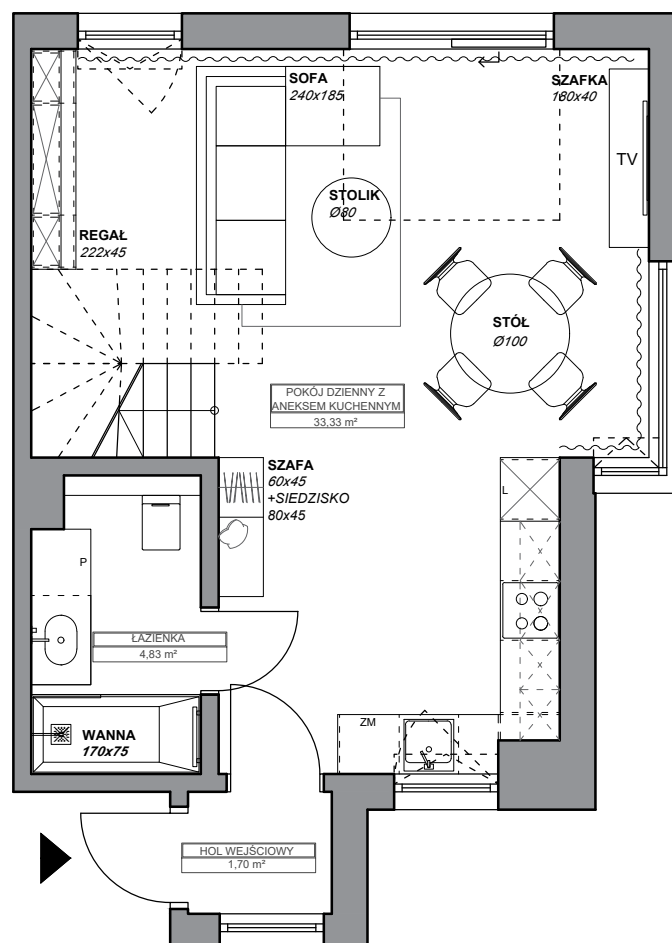 SOFA
240x185
SZAFKA
180x40
TV
STOLIK
Ø80
REGAŁ
222x45
STÓŁ
Ø100
POKÓJ DZIENNY Z
ANEKSEM KUCHENNYM
33,33 m²
SZAFA
60x45
+SIEDZISKO
80x45
L
P
ŁAZIENKA
4,83 m²
ZM
WANNA
170x75
HOL WEJŚCIOWY
1,70 m²